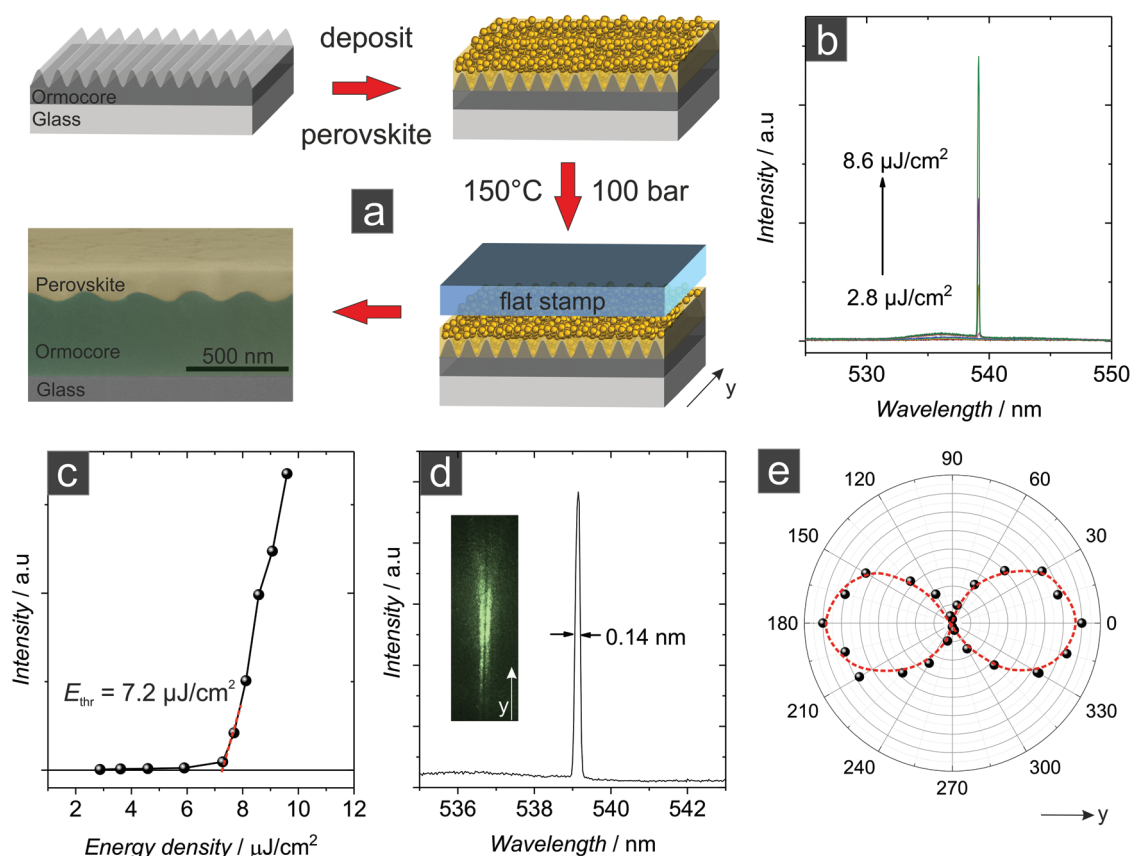 deposit
perovskite
Ormocore
Glass
a
150°C
100 bar
flat stamp
y
Perovskite
Ormocore
500 nm
Glass
b
Intensity / a.u
8.6 µJ/cm²
2.8 µJ/cm²
530 540 550
Wavelength / nm
c
Intensity / a.u
E_thr = 7.2 µJ/cm²
2 4 6 8 10 12
Energy density / µJ/cm²
d
Intensity / a.u
0.14 nm
y
536 538 540 542
Wavelength / nm
e
90
120 60
150 30
180 0
210 330
240 300
270
y